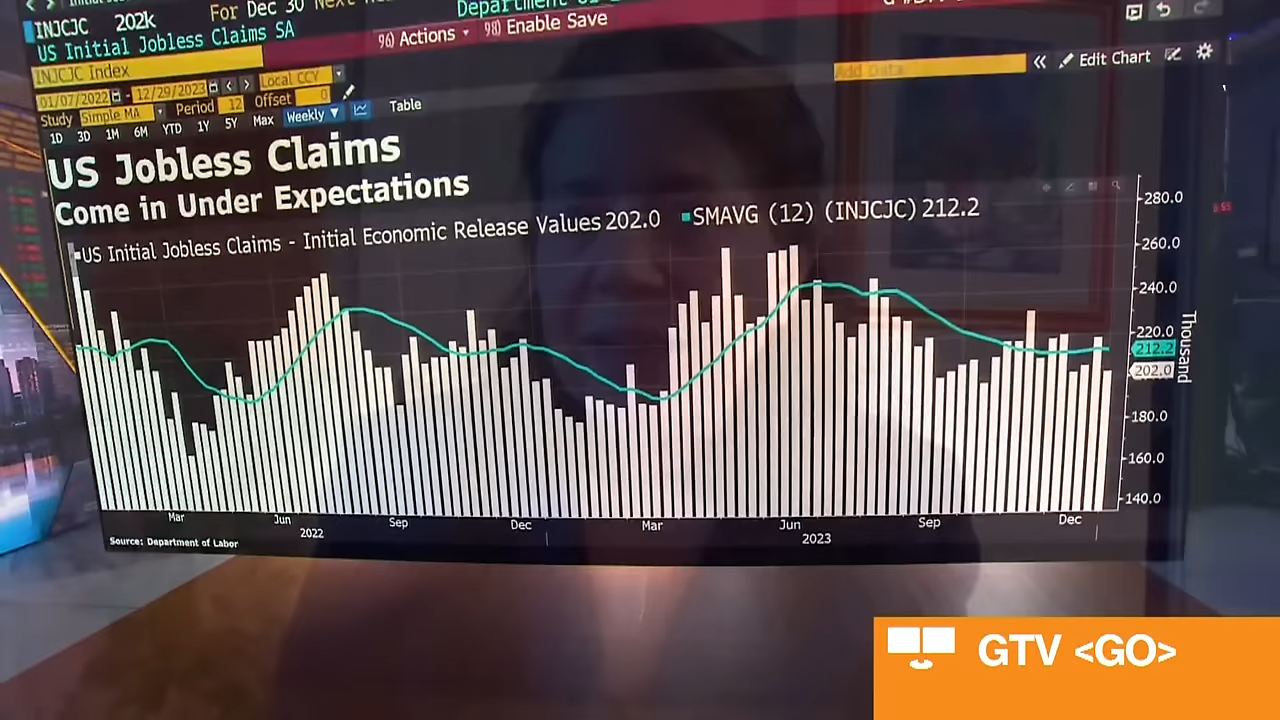 INJCJC 202k For Dec 30 Next
US Initial Jobless Claims SA
96) Actions 98) Enable Save
INJCJC Index
Add Data
« Edit Chart
01/07/2022 - 12/29/2023 < > Local CCY
Study Simple MA Period 12 Offset 0
1D 3D 1M 6M YTD 1Y 5Y Max Weekly ▼ Table
US Jobless Claims
Come in Under Expectations
US Initial Jobless Claims - Initial Economic Release Values 202.0 SMAVG (12) (INJCJC) 212.2
280.0
260.0
240.0
220.0
212.2
202.0
180.0
160.0
140.0
Thousand
Mar Jun Sep Dec Mar Jun Sep Dec
2022 2023
Source: Department of Labor
GTV <GO>